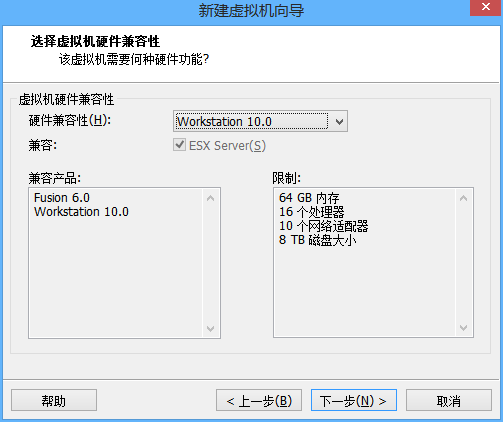 新建虚拟机向导
选择虚拟机硬件兼容性
该虚拟机需要何种硬件功能?
虚拟机硬件兼容性
硬件兼容性(H): Workstation 10.0
兼容: ESX Server(S)
兼容产品: 限制:
Fusion 6.0
Workstation 10.0
64 GB 内存
16 个处理器
10 个网络适配器
8 TB 磁盘大小
帮助 < 上一步(B) 下一步(N) > 取消